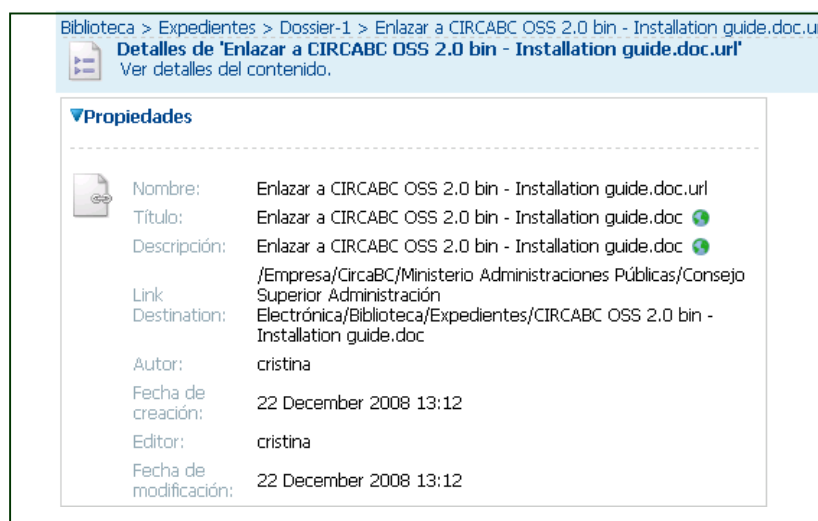 Biblioteca > Expedientes > Dossier-1 > Enlazar a CIRCABC OSS 2.0 bin - Installation guide.doc.u
Detalles de 'Enlazar a CIRCABC OSS 2.0 bin - Installation guide.doc.url'
Ver detalles del contenido.
Propiedades
Nombre: Enlazar a CIRCABC OSS 2.0 bin - Installation guide.doc.url
Título: Enlazar a CIRCABC OSS 2.0 bin - Installation guide.doc
Descripción: Enlazar a CIRCABC OSS 2.0 bin - Installation guide.doc
Link Destination:
/Empresa/CircaBC/Ministerio Administraciones Públicas/Consejo
Superior Administración
Electrónica/Biblioteca/Expedientes/CIRCABC OSS 2.0 bin -
Installation guide.doc
Autor: cristina
Fecha de creación: 22 December 2008 13:12
Editor: cristina
Fecha de modificación: 22 December 2008 13:12